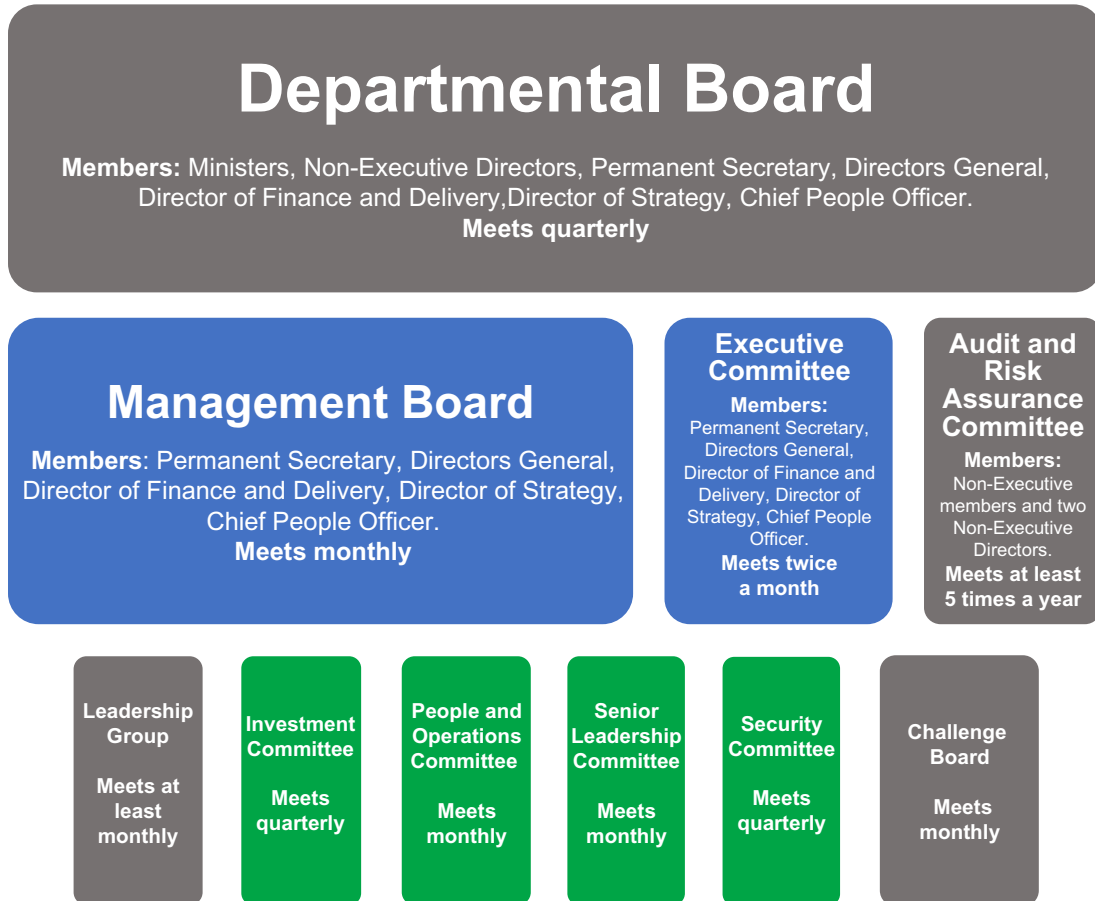 Departmental Board
Members: Ministers, Non-Executive Directors, Permanent Secretary, Directors General,
Director of Finance and Delivery,Director of Strategy, Chief People Officer.
Meets quarterly
Management Board
Members: Permanent Secretary, Directors General,
Director of Finance and Delivery, Director of Strategy,
Chief People Officer.
Meets monthly
Executive
Committee
Members:
Permanent Secretary,
Directors General,
Director of Finance and
Delivery, Director of
Strategy, Chief People
Officer.
Meets twice
a month
Audit and
Risk
Assurance
Committee
Members:
Non-Executive
members and two
Non-Executive
Directors.
Meets at least
5 times a year
Leadership
Group
Meets at
least
monthly
Investment
Committee
Meets
quarterly
People and
Operations
Committee
Meets
monthly
Senior
Leadership
Committee
Meets
monthly
Security
Committee
Meets
quarterly
Challenge
Board
Meets
monthly